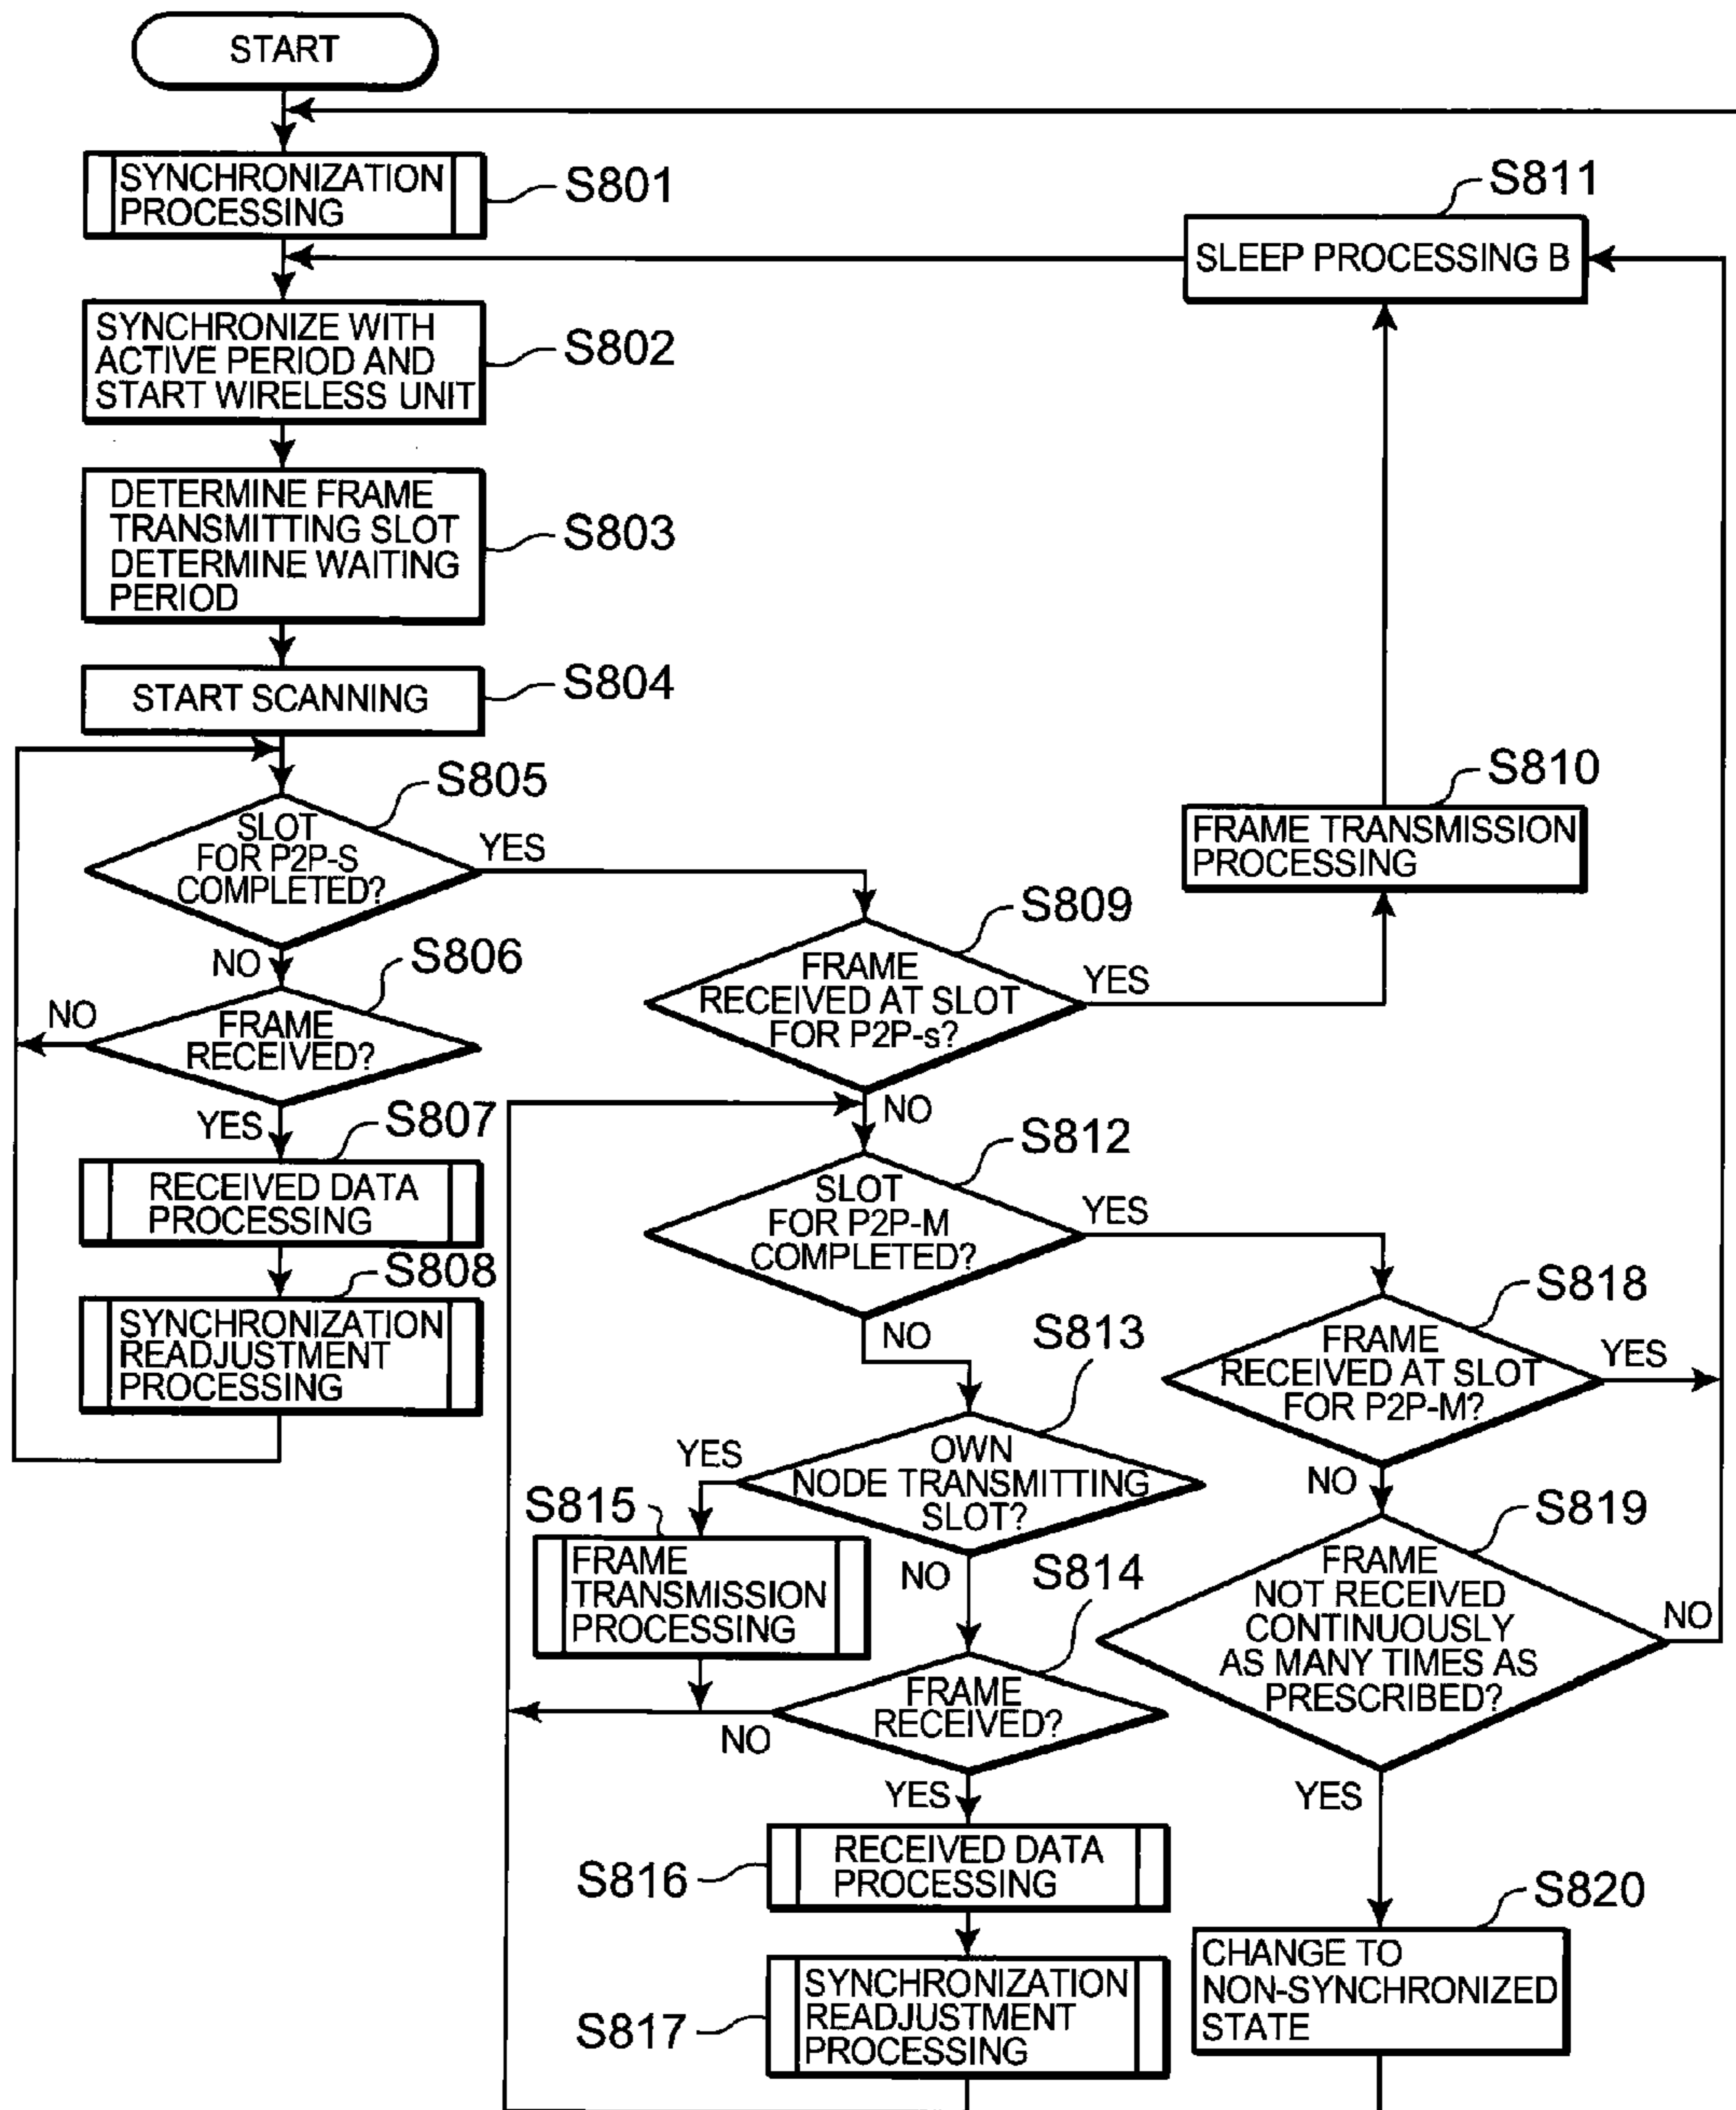 START
SYNCHRONIZATION
PROCESSING
S801
SYNCHRONIZE WITH
ACTIVE PERIOD AND
START WIRELESS UNIT
S802
DETERMINE FRAME
TRANSMITTING SLOT
DETERMINE WAITING
PERIOD
S803
START SCANNING
S804
S805
SLOT
FOR P2P-S
COMPLETED?
YES
NO
S806
FRAME
RECEIVED?
NO
YES
S807
RECEIVED DATA
PROCESSING
S808
SYNCHRONIZATION
READJUSTMENT
PROCESSING
S809
FRAME
RECEIVED AT SLOT
FOR P2P-s?
YES
NO
S810
FRAME TRANSMISSION
PROCESSING
S811
SLEEP PROCESSING B
S812
SLOT
FOR P2P-M
COMPLETED?
YES
NO
S813
OWN
NODE TRANSMITTING
SLOT?
YES
NO
S815
FRAME
TRANSMISSION
PROCESSING
S814
FRAME
RECEIVED?
NO
YES
S816
RECEIVED DATA
PROCESSING
S817
SYNCHRONIZATION
READJUSTMENT
PROCESSING
S818
FRAME
RECEIVED AT SLOT
FOR P2P-M?
YES
NO
S819
FRAME
NOT RECEIVED
CONTINUOUSLY
AS MANY TIMES AS
PRESCRIBED?
NO
YES
S820
CHANGE TO
NON-SYNCHRONIZED
STATE